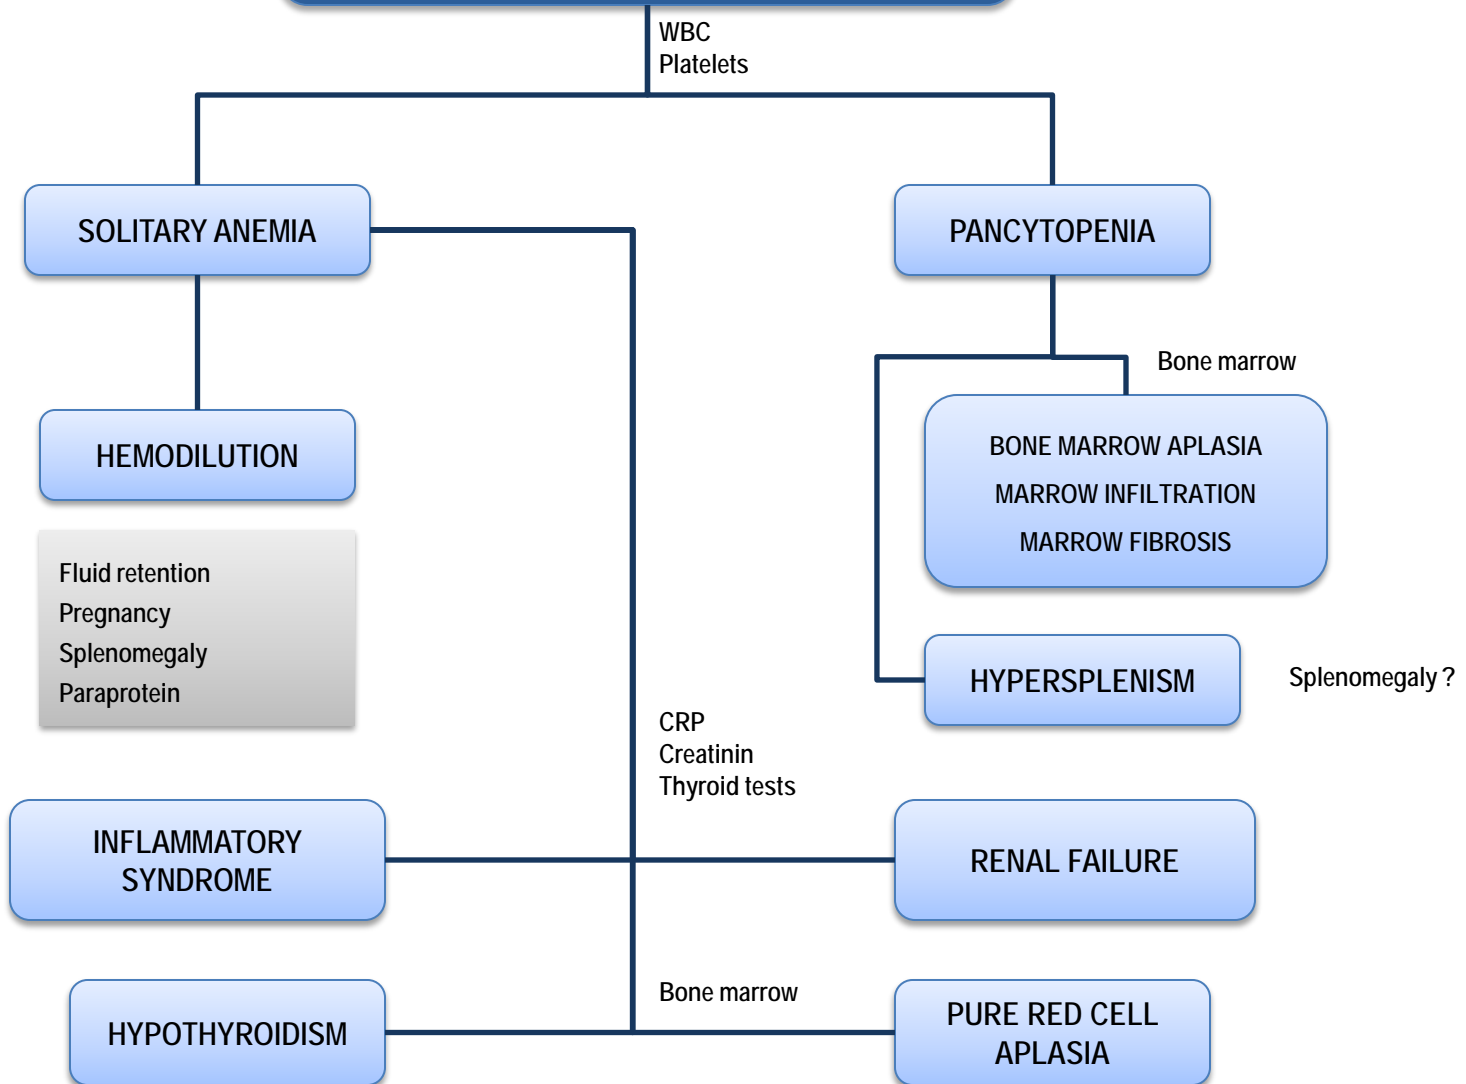 WBC
Platelets
SOLITARY ANEMIA
PANCYTOPENIA
Bone marrow
HEMODILUTION
BONE MARROW APLASIA
MARROW INFILTRATION
MARROW FIBROSIS
Fluid retention
Pregnancy
Splenomegaly
Paraprotein
HYPERSPLENISM
Splenomegaly ?
CRP
Creatinin
Thyroid tests
INFLAMMATORY
SYNDROME
RENAL FAILURE
Bone marrow
HYPOTHYROIDISM
PURE RED CELL
APLASIA